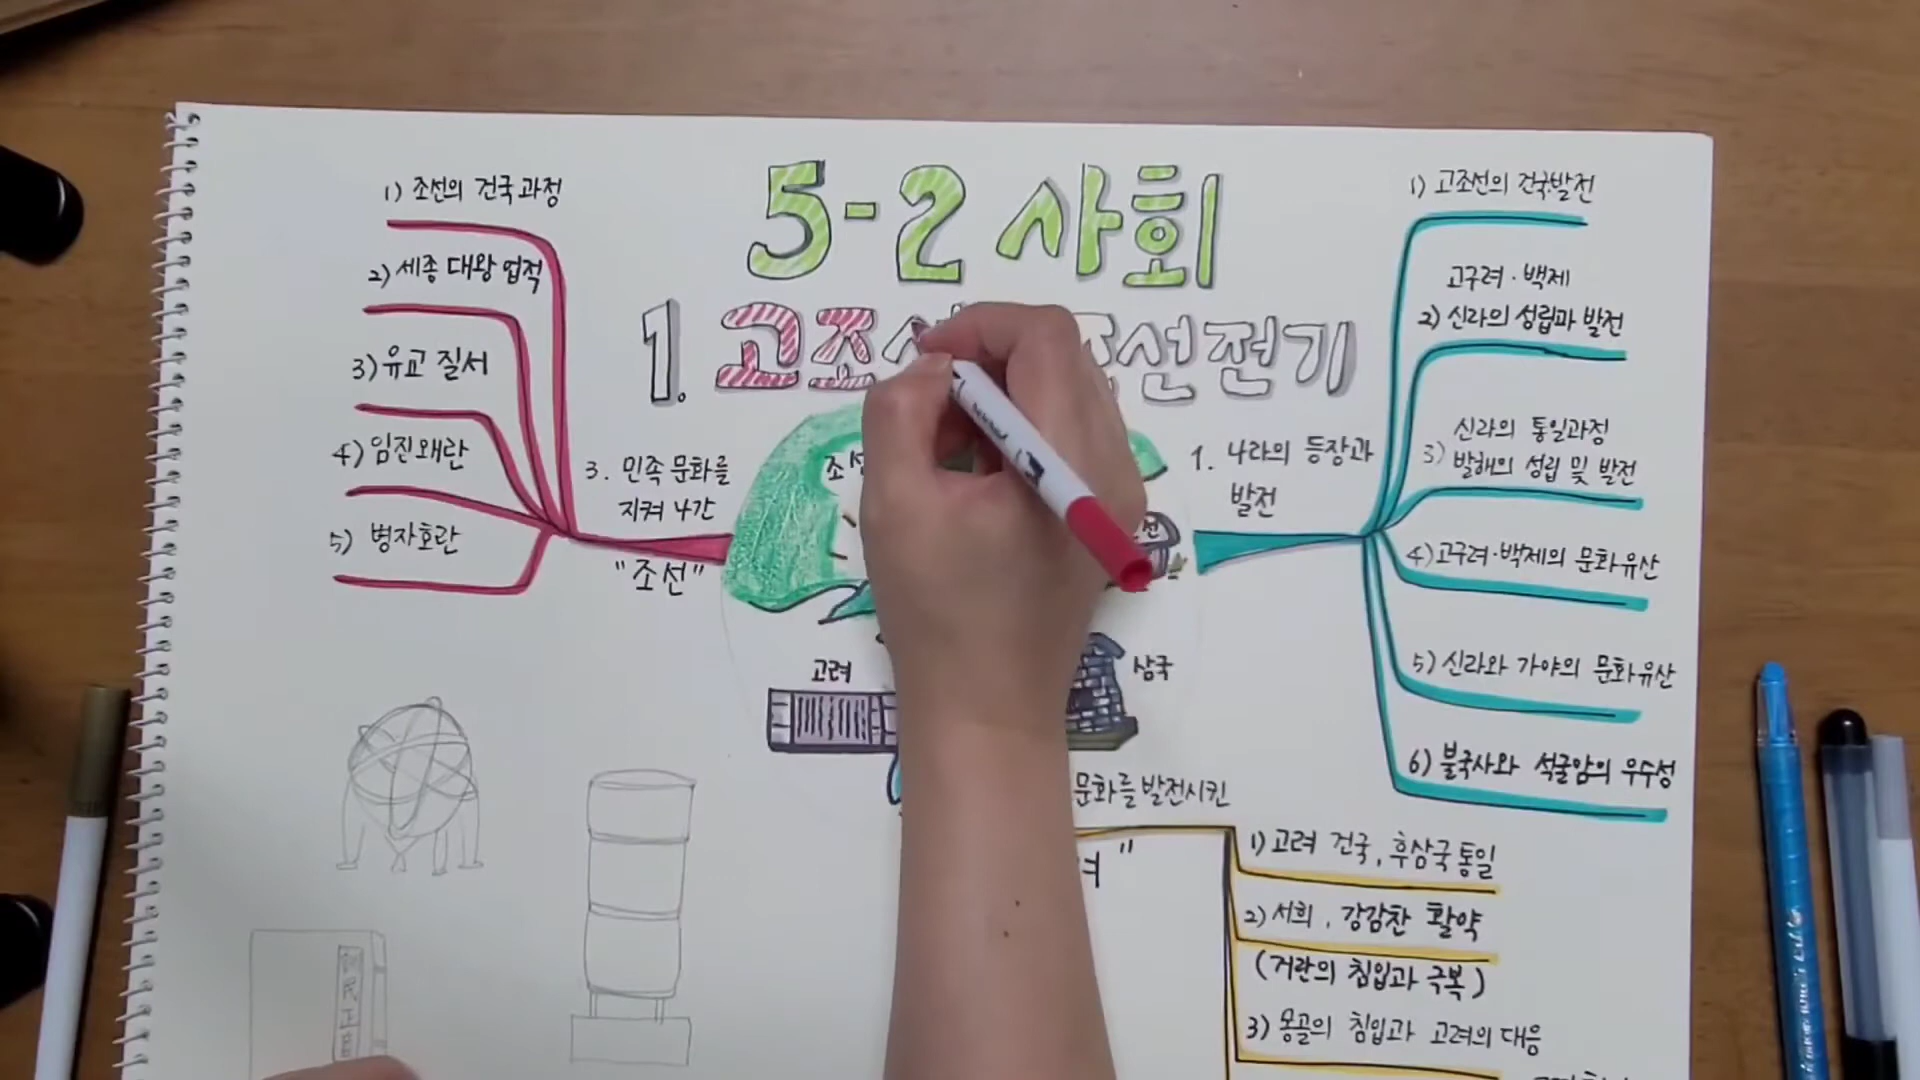 5-2 사회
1. 고조선 조선전기
1) 조선의 건국과정
2) 세종대왕 업적
3) 유교 질서
4) 임진왜란
5) 병자호란
3. 민족 문화를
지켜 나간
"조선"
1. 나라의 등장과
발전
1) 고조선의 건국발전
고구려·백제
2) 신라의 성립과 발전
신라의 통일과정
3) 발해의 성립 및 발전
4) 고구려·백제의 문화유산
5) 신라와 가야의 문화유산
6) 불국사와 석굴암의 우수성
고려
삼국
문화를 발전시킨
1) 고려 건국, 후삼국통일
2) 서희, 강감찬 활약
(거란의 침입과 극복)
3) 몽골의 침입과 고려의 대응